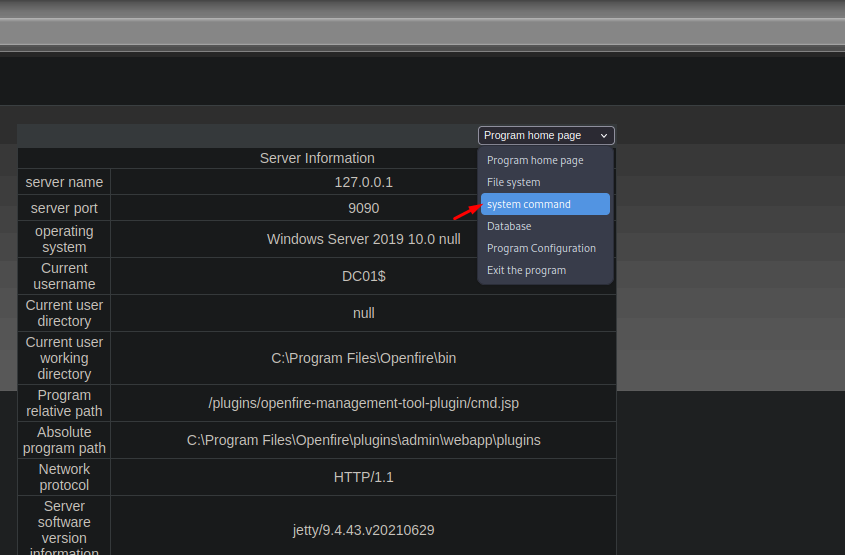 Program home page
Program home page
File system
system command
Database
Program Configuration
Exit the program
Server Information
server name
127.0.0.1
server port
9090
operating
system
Windows Server 2019 10.0 null
Current
username
DC01$
Current user
directory
null
Current user
working
directory
C:\Program Files\Openfire\bin
Program
relative path
/plugins/openfire-management-tool-plugin/cmd.jsp
Absolute
program path
C:\Program Files\Openfire\plugins\admin\webapp\plugins
Network
protocol
HTTP/1.1
Server
software
version
information
jetty/9.4.43.v20210629